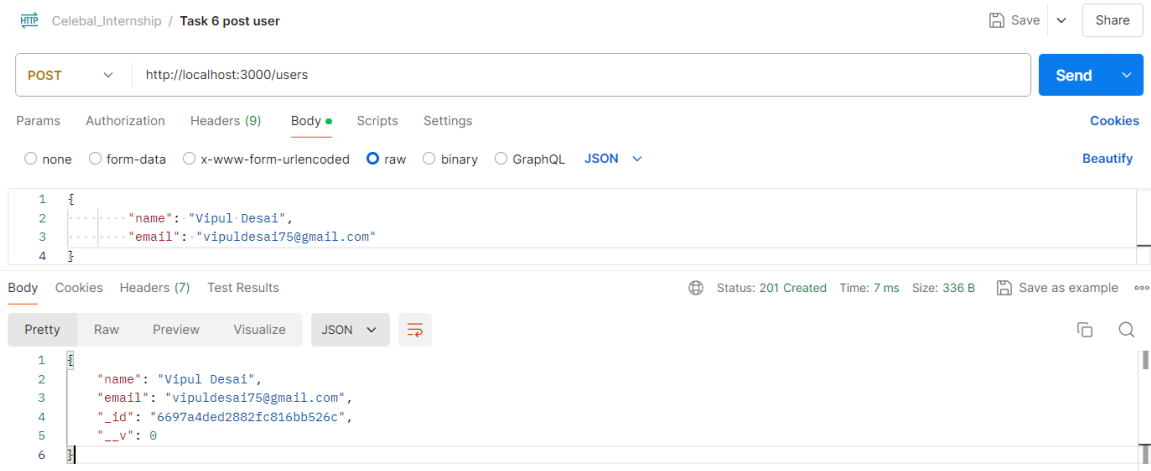 HTTP Celebal_Internship / Task 6 post user Save Share
POST http://localhost:3000/users Send
Params Authorization Headers (9) Body Scripts Settings Cookies
none form-data x-www-form-urlencoded raw binary GraphQL JSON Beautify
1 {
2 "name": "Vipul Desai",
3 "email": "vipuldesai75@gmail.com"
4 }
Body Cookies Headers (7) Test Results Status: 201 Created Time: 7 ms Size: 336 B Save as example
Pretty Raw Preview Visualize JSON
1 {
2 "name": "Vipul Desai",
3 "email": "vipuldesai75@gmail.com",
4 "_id": "6697a4ded2882fc816bb526c",
5 "__v": 0
6 }